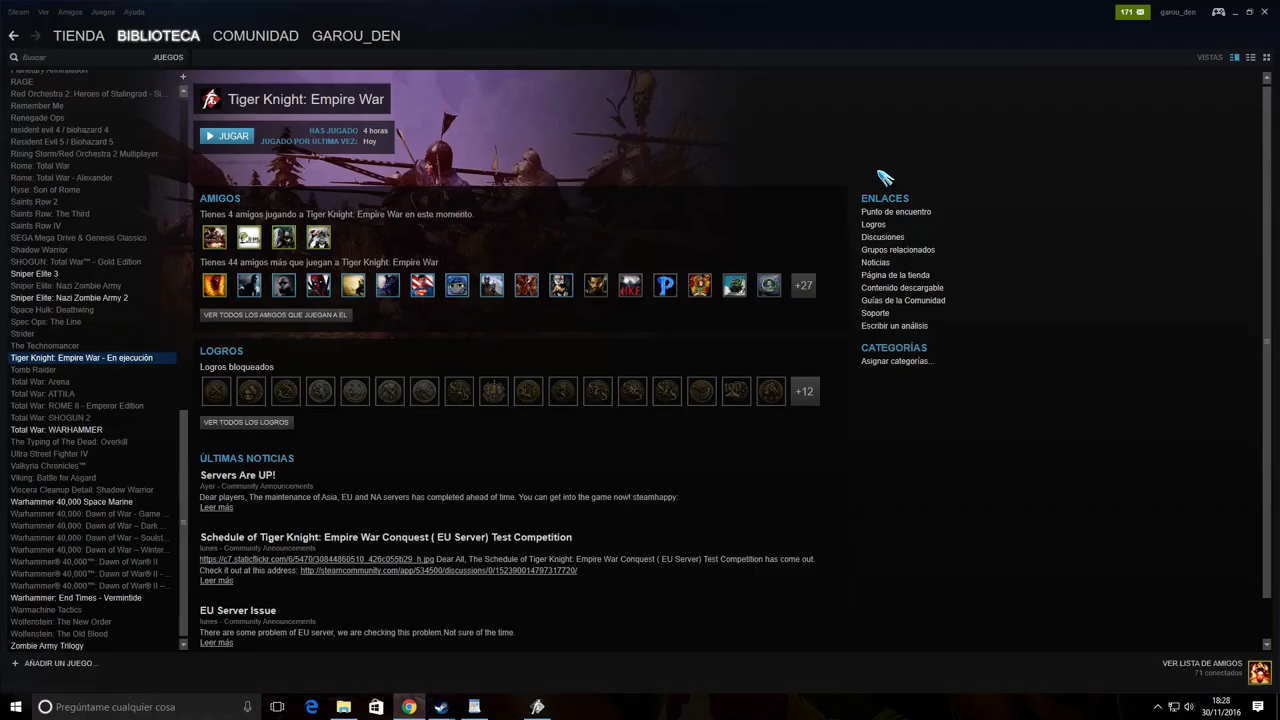 Steam Ver Amigos Juegos Ayuda
171
garou_den
TIENDA BIBLIOTECA COMUNIDAD GAROU_DEN
Buscar
JUEGOS
VISTAS
Planetary Annihilation
RAGE
Red Orchestra 2: Heroes of Stalingrad - Si...
Remember Me
Renegade Ops
resident evil 4 / biohazard 4
Resident Evil 5 / Biohazard 5
Rising Storm/Red Orchestra 2 Multiplayer
Rome: Total War
Rome: Total War - Alexander
Ryse: Son of Rome
Saints Row 2
Saints Row: The Third
Saints Row IV
SEGA Mega Drive & Genesis Classics
Shadow Warrior
SHOGUN: Total War™ - Gold Edition
Sniper Elite 3
Sniper Elite: Nazi Zombie Army
Sniper Elite: Nazi Zombie Army 2
Space Hulk: Deathwing
Spec Ops: The Line
Strider
The Technomancer
Tiger Knight: Empire War - En ejecución
Tomb Raider
Total War: Arena
Total War: ATTILA
Total War: ROME II - Emperor Edition
Total War: SHOGUN 2
Total War: WARHAMMER
The Typing of The Dead: Overkill
Ultra Street Fighter IV
Valkyria Chronicles™
Viking: Battle for Asgard
Viscera Cleanup Detail: Shadow Warrior
Warhammer 40,000 Space Marine
Warhammer 40,000: Dawn of War - Game ...
Warhammer 40,000: Dawn of War – Dark ...
Warhammer 40,000: Dawn of War – Soulst...
Warhammer 40,000: Dawn of War – Winter...
Warhammer® 40,000™: Dawn of War® II
Warhammer® 40,000™: Dawn of War® II - ...
Warhammer® 40,000™: Dawn of War® II –...
Warhammer: End Times - Vermintide
Warmachine Tactics
Wolfenstein: The New Order
Wolfenstein: The Old Blood
Zombie Army Trilogy
AÑADIR UN JUEGO...
Tiger Knight: Empire War
JUGAR
HAS JUGADO 4 horas
JUGADO POR ÚLTIMA VEZ: Hoy
AMIGOS
Tienes 4 amigos jugando a Tiger Knight: Empire War en este momento.
Tienes 44 amigos más que juegan a Tiger Knight: Empire War
+27
VER TODOS LOS AMIGOS QUE JUEGAN A ÉL
LOGROS
Logros bloqueados
+12
VER TODOS LOS LOGROS
ÚLTIMAS NOTICIAS
Servers Are UP!
Ayer - Community Announcements
Dear players, The maintenance of Asia, EU and NA servers has completed ahead of time. You can get into the game now! steamhappy:
Leer más
Schedule of Tiger Knight: Empire War Conquest ( EU Server) Test Competition
lunes - Community Announcements
https://c7.staticflickr.com/6/5470/30844860510_426c055b29_h.jpg Dear All, The Schedule of Tiger Knight: Empire War Conquest ( EU Server) Test Competition has come out.
Check it out at this address: http://steamcommunity.com/app/534500/discussions/0/152390014797317720/
Leer más
EU Server Issue
lunes - Community Announcements
There are some problem of EU server, we are checking this problem.Not sure of the time.
Leer más
ENLACES
Punto de encuentro
Logros
Discusiones
Grupos relacionados
Noticias
Página de la tienda
Contenido descargable
Guías de la Comunidad
Soporte
Escribir un análisis
CATEGORÍAS
Asignar categorías...
VER LISTA DE AMIGOS
71 conectados
Pregúntame cualquier cosa
18:28
30/11/2016